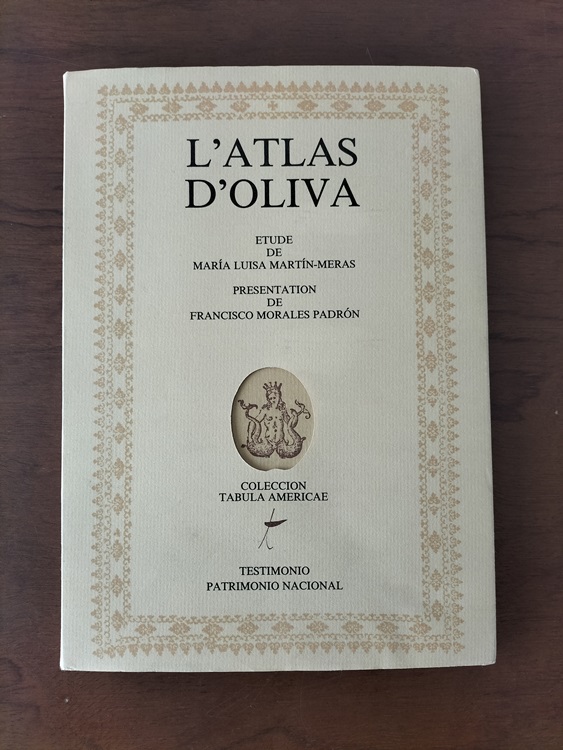 L'ATLAS
D'OLIVA
ETUDE
DE
MARÍA LUISA MARTÍN-MERAS
PRESENTATION
DE
FRANCISCO MORALES PADRÓN
COLECCION
TABULA AMERICAE
TESTIMONIO
PATRIMONIO NACIONAL